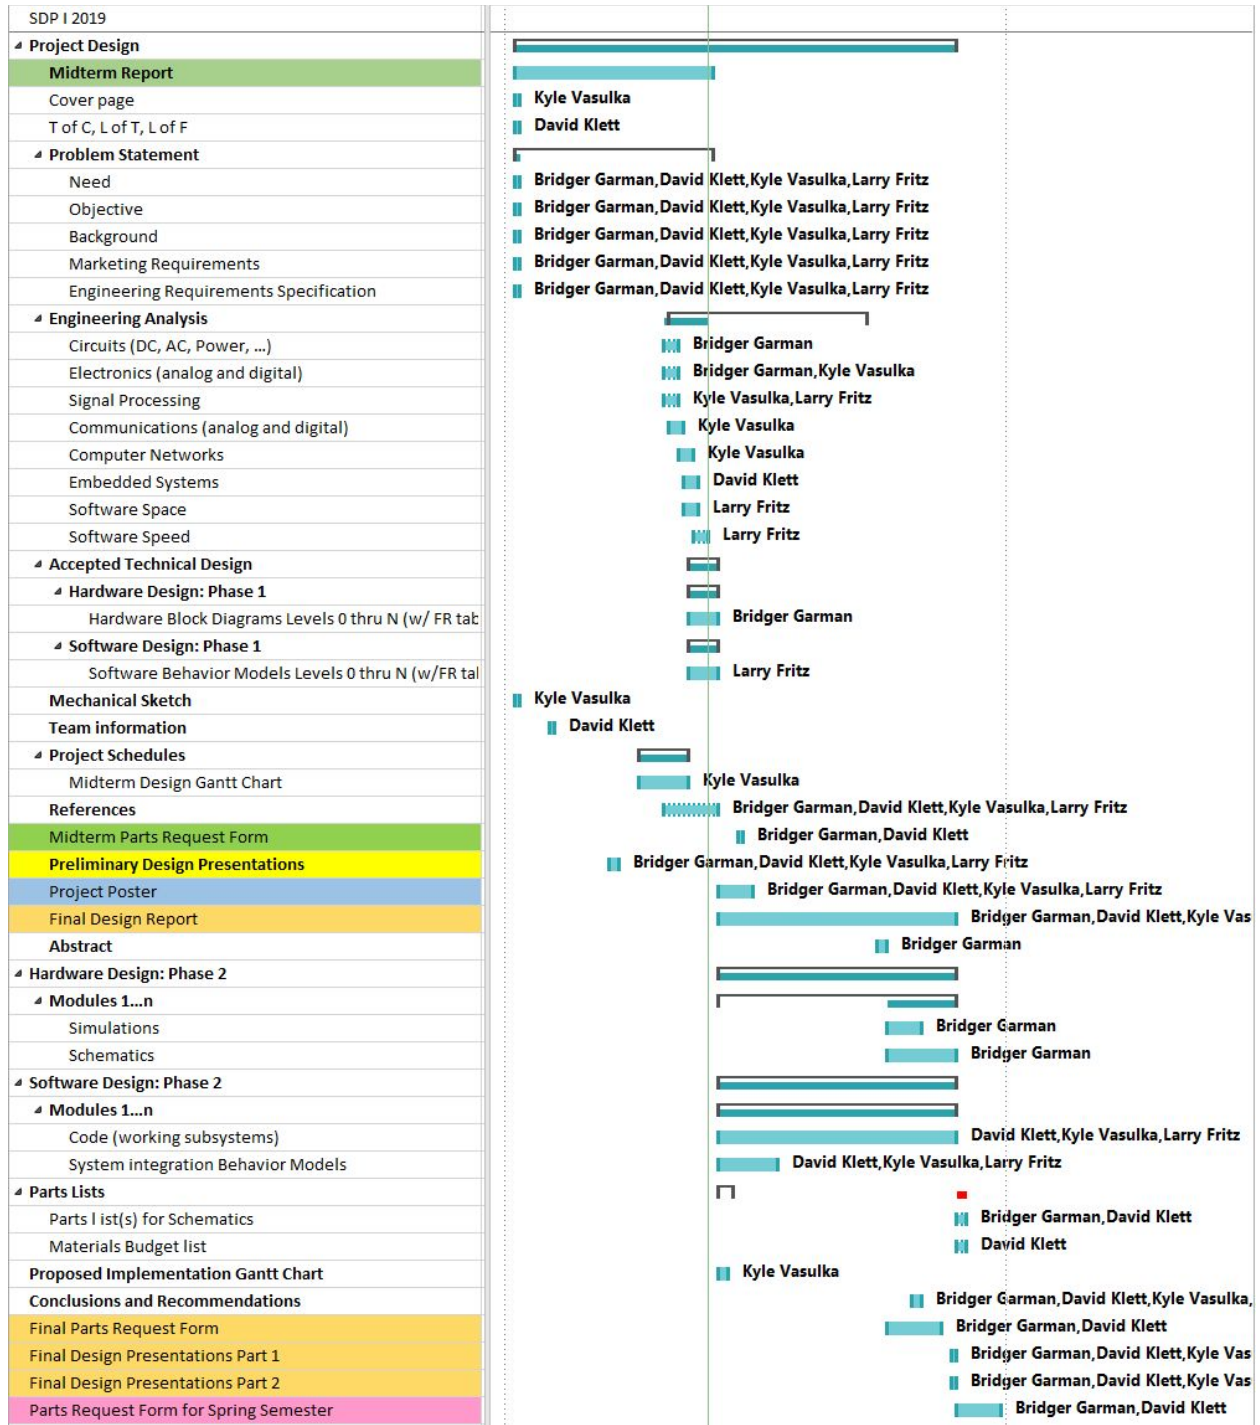 SDP I 2019
Project Design
Midterm Report
Cover page Kyle Vasulka
T of C, L of T, L of F David Klett
Problem Statement
Need Bridger Garman,David Klett,Kyle Vasulka,Larry Fritz
Objective Bridger Garman,David Klett,Kyle Vasulka,Larry Fritz
Background Bridger Garman,David Klett,Kyle Vasulka,Larry Fritz
Marketing Requirements Bridger Garman,David Klett,Kyle Vasulka,Larry Fritz
Engineering Requirements Specification Bridger Garman,David Klett,Kyle Vasulka,Larry Fritz
Engineering Analysis
Circuits (DC, AC, Power, ...) Bridger Garman
Electronics (analog and digital) Bridger Garman,Kyle Vasulka
Signal Processing Kyle Vasulka,Larry Fritz
Communications (analog and digital) Kyle Vasulka
Computer Networks Kyle Vasulka
Embedded Systems David Klett
Software Space Larry Fritz
Software Speed Larry Fritz
Accepted Technical Design
Hardware Design: Phase 1
Hardware Block Diagrams Levels 0 thru N (w/ FR tab Bridger Garman
Software Design: Phase 1
Software Behavior Models Levels 0 thru N (w/FR tal Larry Fritz
Mechanical Sketch Kyle Vasulka
Team information David Klett
Project Schedules
Midterm Design Gantt Chart Kyle Vasulka
References Bridger Garman,David Klett,Kyle Vasulka,Larry Fritz
Midterm Parts Request Form Bridger Garman,David Klett
Preliminary Design Presentations Bridger Garman,David Klett,Kyle Vasulka,Larry Fritz
Project Poster Bridger Garman,David Klett,Kyle Vasulka,Larry Fritz
Final Design Report Bridger Garman,David Klett,Kyle Vas
Abstract Bridger Garman
Hardware Design: Phase 2
Modules 1...n
Simulations Bridger Garman
Schematics Bridger Garman
Software Design: Phase 2
Modules 1...n
Code (working subsystems) David Klett,Kyle Vasulka,Larry Fritz
System integration Behavior Models David Klett,Kyle Vasulka,Larry Fritz
Parts Lists
Parts l ist(s) for Schematics Bridger Garman,David Klett
Materials Budget list David Klett
Proposed Implementation Gantt Chart Kyle Vasulka
Conclusions and Recommendations Bridger Garman,David Klett,Kyle Vasulka,
Final Parts Request Form Bridger Garman,David Klett
Final Design Presentations Part 1 Bridger Garman,David Klett,Kyle Vas
Final Design Presentations Part 2 Bridger Garman,David Klett,Kyle Vas
Parts Request Form for Spring Semester Bridger Garman,David Klett